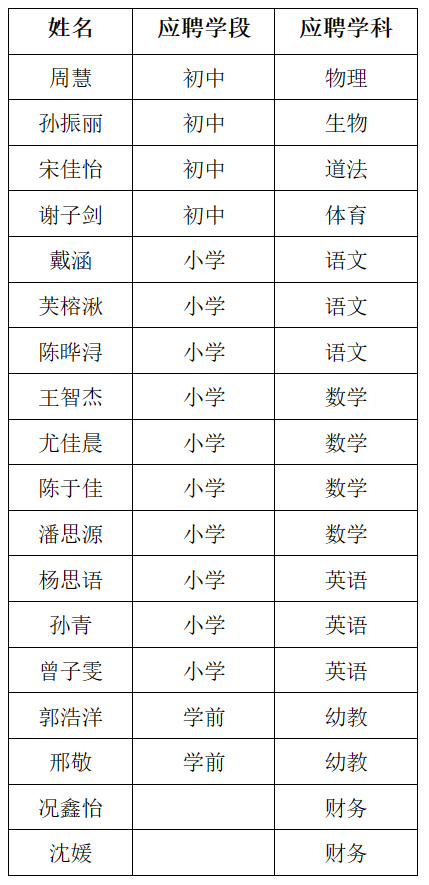 姓名 应聘学段 应聘学科
周慧 初中 物理
孙振丽 初中 生物
宋佳怡 初中 道法
谢子剑 初中 体育
戴涵 小学 语文
芙榕湫 小学 语文
陈晔浔 小学 语文
王智杰 小学 数学
尤佳晨 小学 数学
陈于佳 小学 数学
潘思源 小学 数学
杨思语 小学 英语
孙青 小学 英语
曾子雯 小学 英语
郭浩洋 学前 幼教
邢敬 学前 幼教
况鑫怡 财务
沈媛 财务